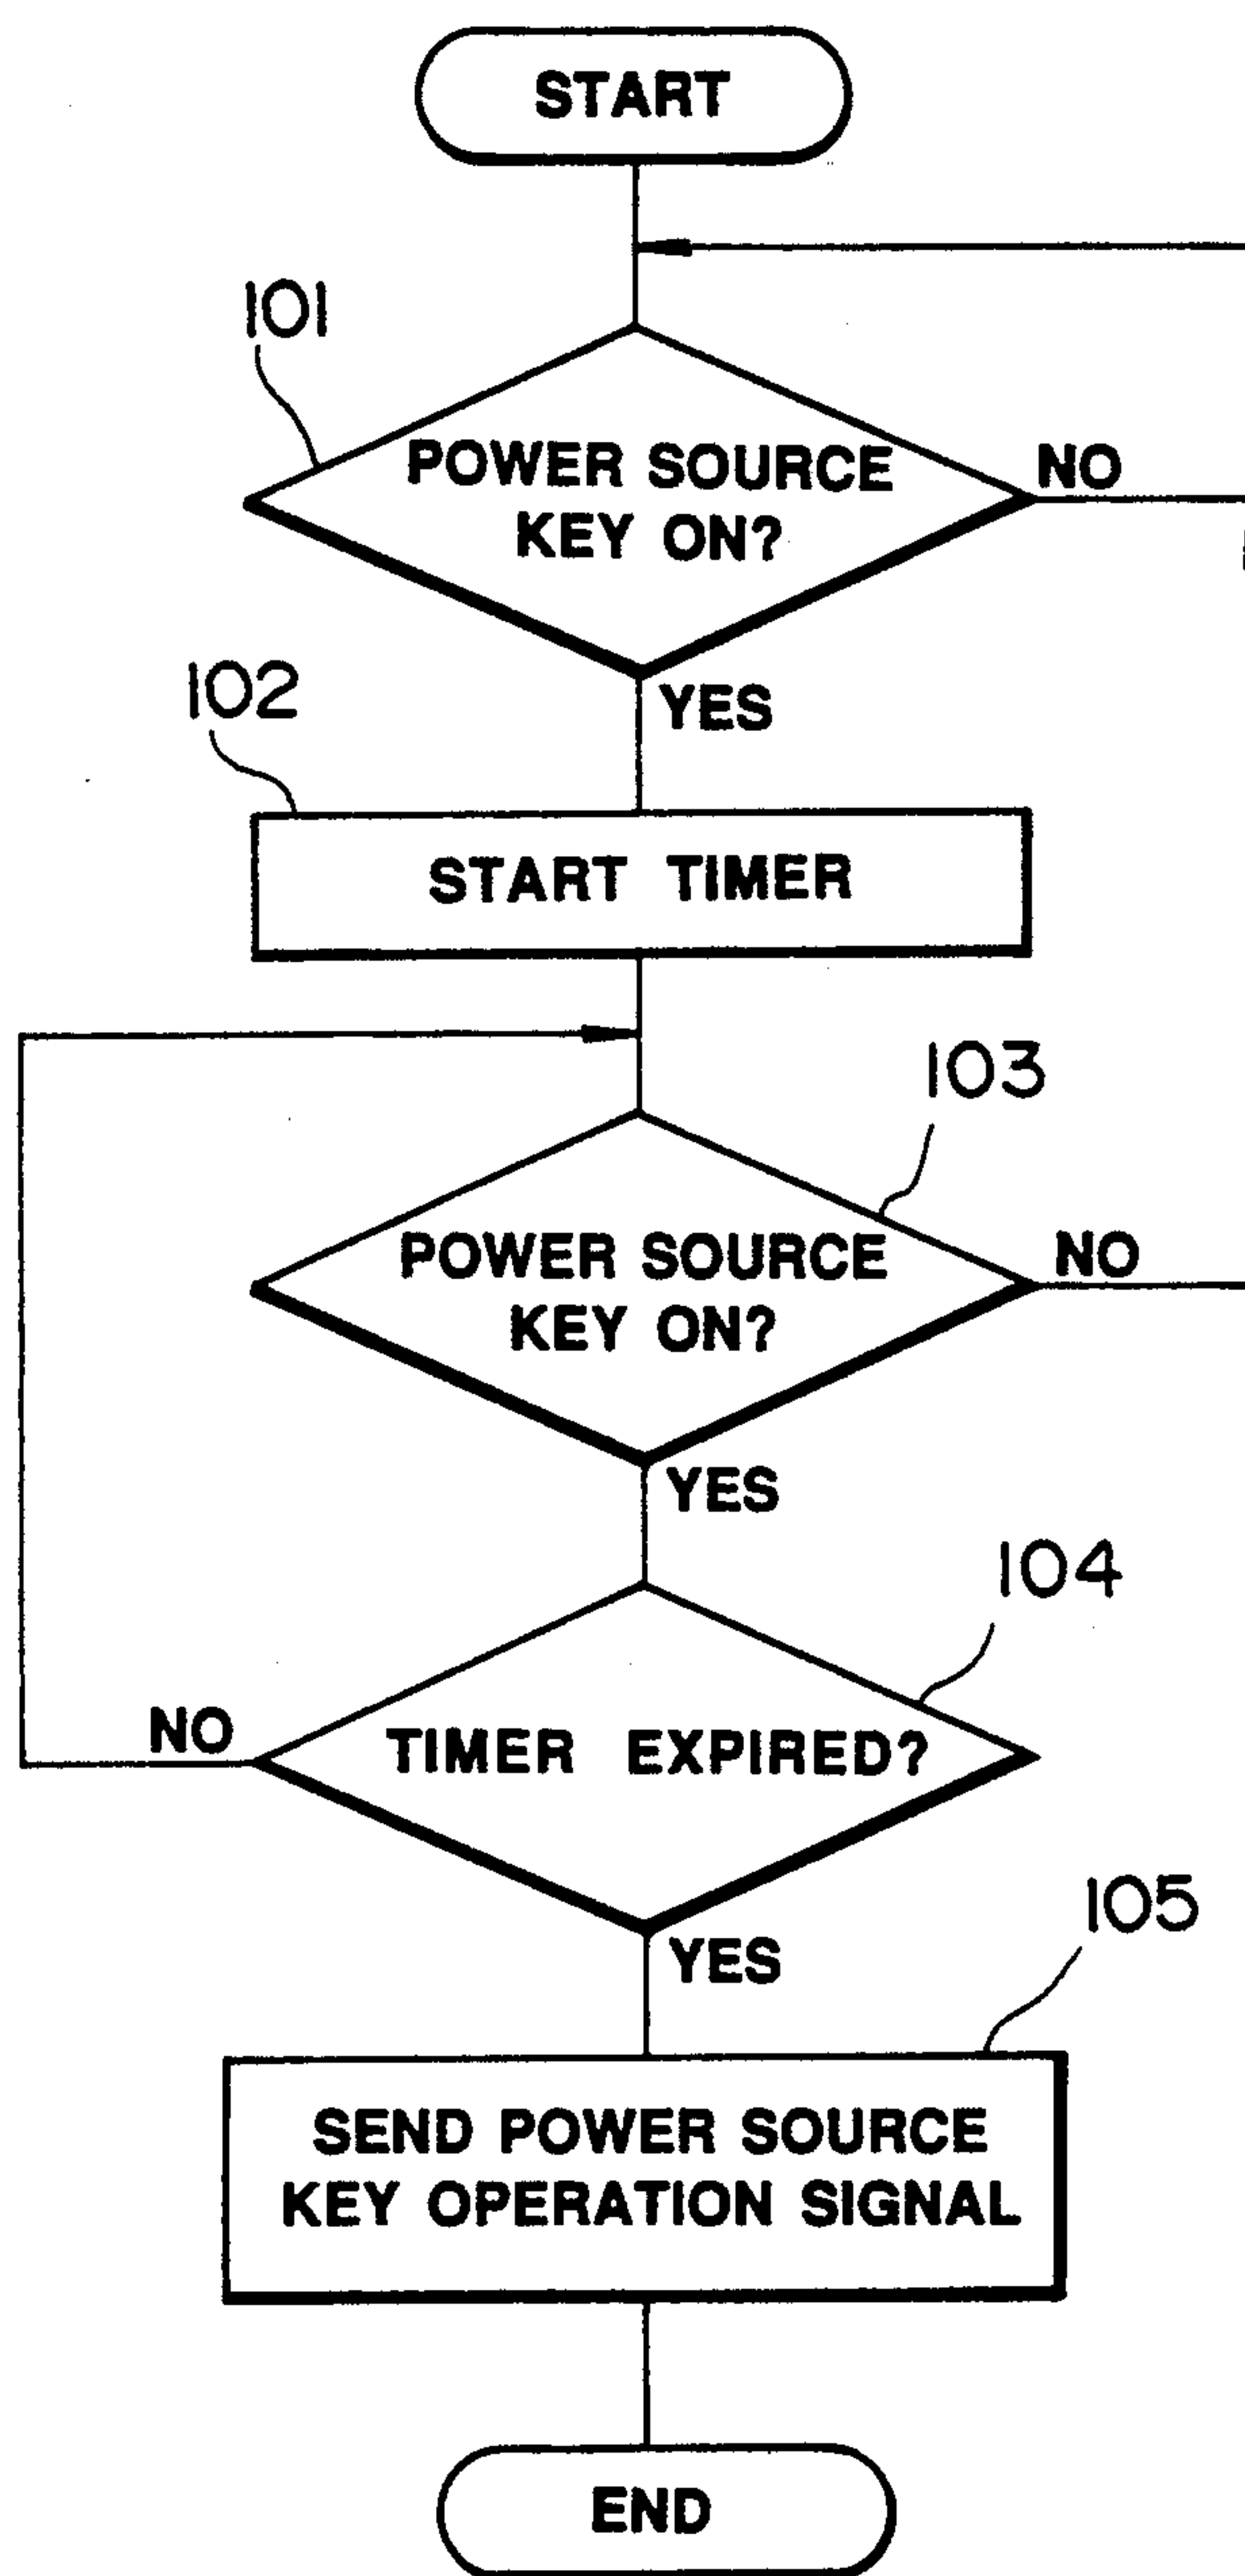 START
101
POWER SOURCE
KEY ON?
NO
YES
102
START TIMER
103
POWER SOURCE
KEY ON?
NO
YES
104
TIMER EXPIRED?
NO
YES
105
SEND POWER SOURCE
KEY OPERATION SIGNAL
END